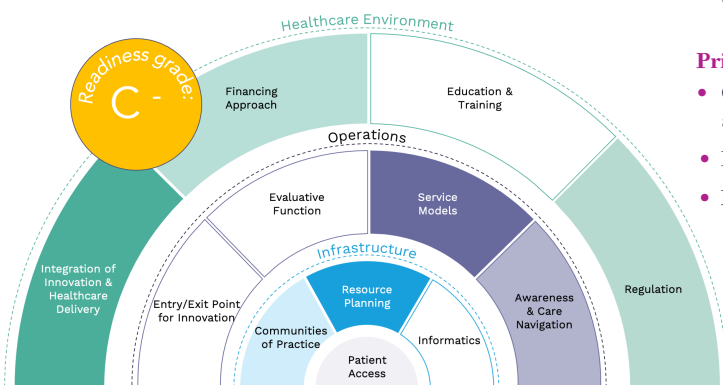 Healthcare Environment
Readiness grade:
C -
Financing
Approach
Education &
Training
Operations
Evaluative
Function
Service
Models
Infrastructure
Integration of
Innovation &
Healthcare
Delivery
Entry/Exit Point
for Innovation
Resource
Planning
Awareness
& Care
Navigation
Regulation
Communities
of Practice
Informatics
Patient
Access